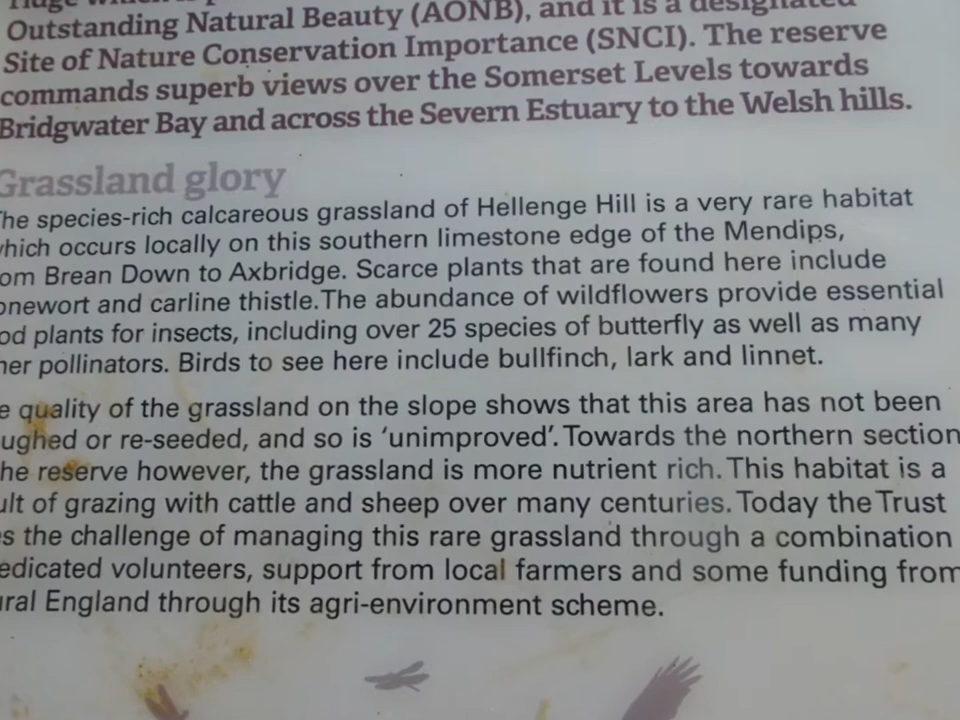 Outstanding Natural Beauty (AONB), and it is a designated
Site of Nature Conservation Importance (SNCI). The reserve
commands superb views over the Somerset Levels towards
Bridgwater Bay and across the Severn Estuary to the Welsh hills.
Grassland glory
The species-rich calcareous grassland of Hellenge Hill is a very rare habitat
which occurs locally on this southern limestone edge of the Mendips,
om Brean Down to Axbridge. Scarce plants that are found here include
onewort and carline thistle. The abundance of wildflowers provide essential
od plants for insects, including over 25 species of butterfly as well as many
her pollinators. Birds to see here include bullfinch, lark and linnet.
e quality of the grassland on the slope shows that this area has not been
ughed or re-seeded, and so is ‘unimproved’. Towards the northern section
he reserve however, the grassland is more nutrient rich. This habitat is a
ult of grazing with cattle and sheep over many centuries. Today the Trust
s the challenge of managing this rare grassland through a combination
edicated volunteers, support from local farmers and some funding from
ural England through its agri-environment scheme.